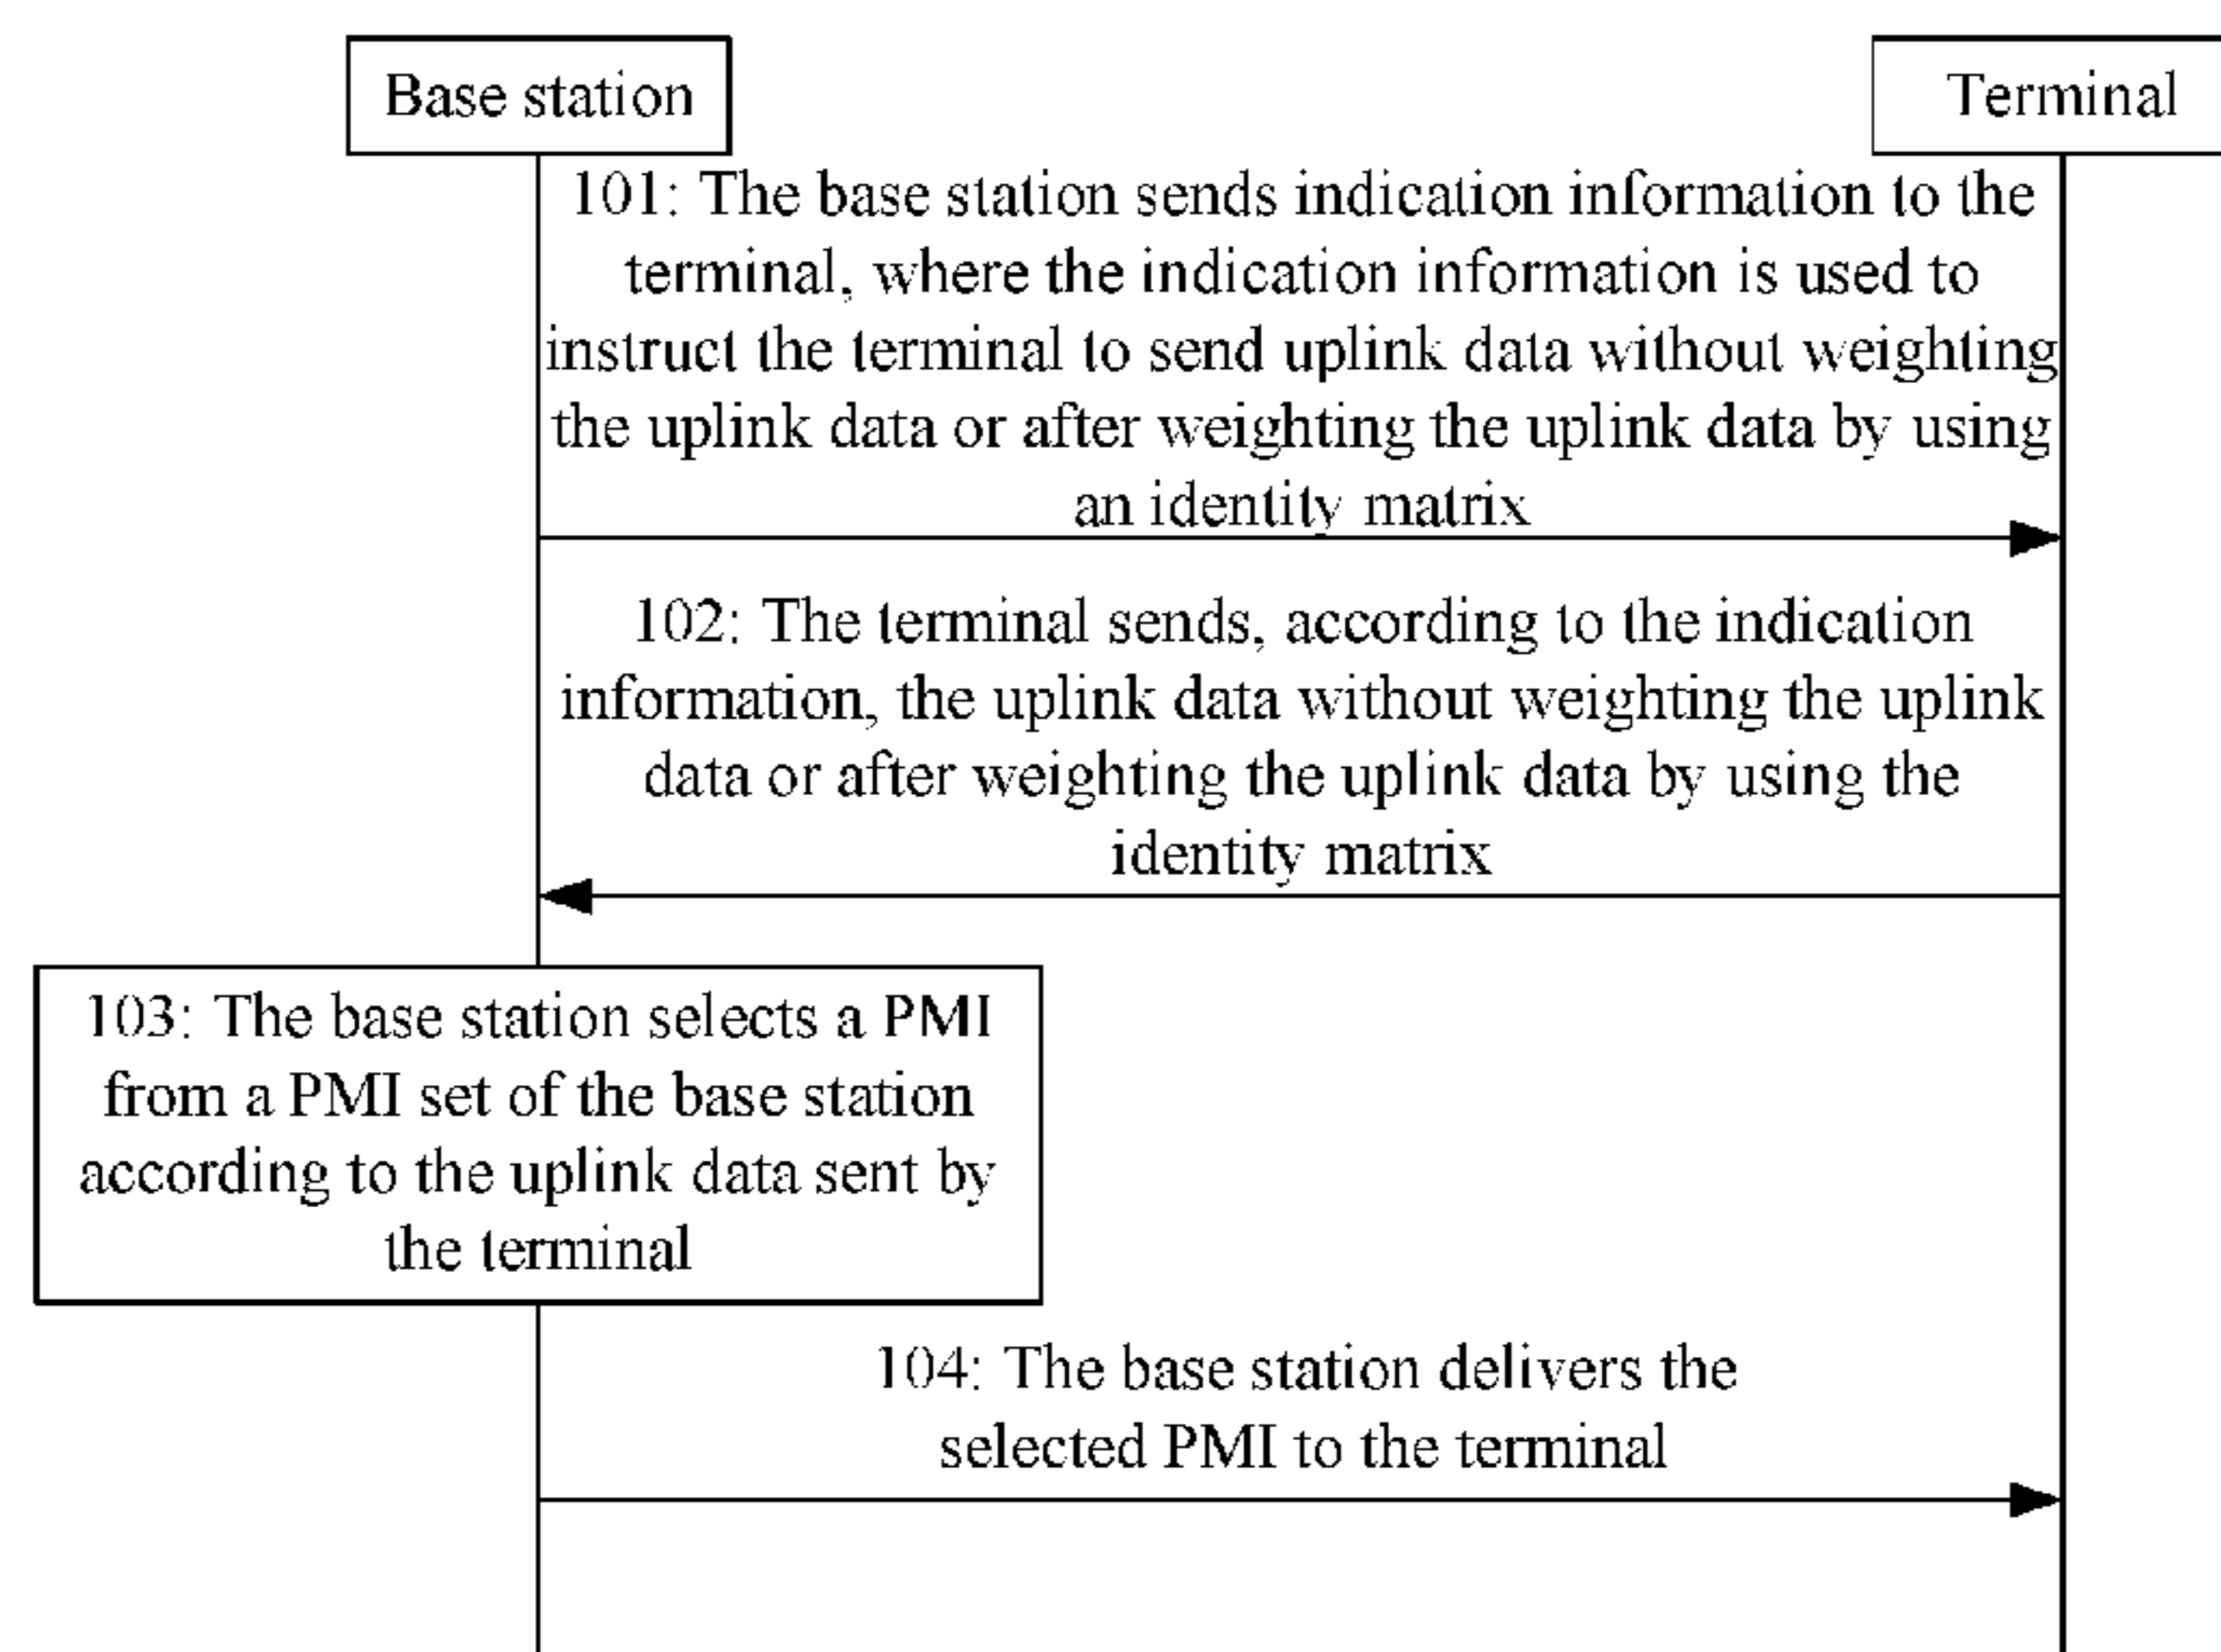 Base station
Terminal
101: The base station sends indication information to the
terminal, where the indication information is used to
instruct the terminal to send uplink data without weighting
the uplink data or after weighting the uplink data by using
an identity matrix
102: The terminal sends, according to the indication
information, the uplink data without weighting the uplink
data or after weighting the uplink data by using the
identity matrix
103: The base station selects a PMI
from a PMI set of the base station
according to the uplink data sent by
the terminal
104: The base station delivers the
selected PMI to the terminal